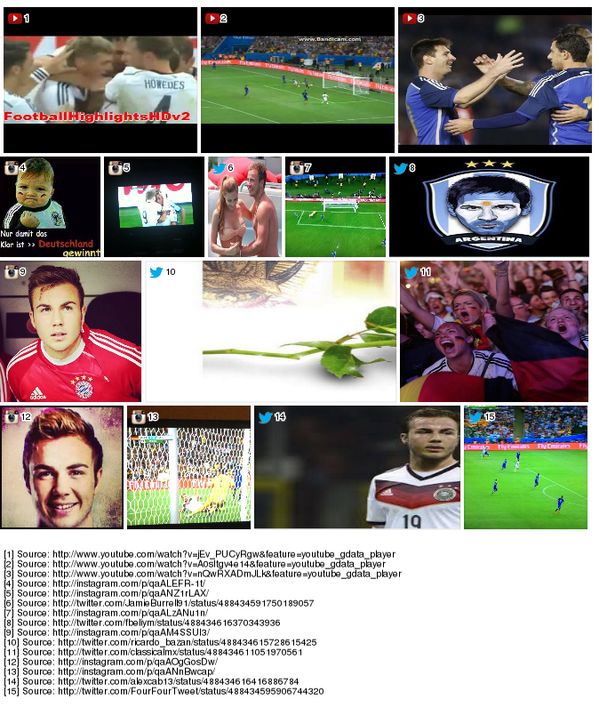 1
2
www.Bandicam.com
3
HOWEDES
4
FootballHighlightsHDv2
4
5
6
7
8
Nur damit das
Klar ist >> Deutschland
gewinnt
ARGENTINA
9
10
11
adidas
12
13
14
15
Fly Emirates
19
[1] Source: http://www.youtube.com/watch?v=jEv_PUCyRgw&feature=youtube_gdata_player
[2] Source: http://www.youtube.com/watch?v=A0sltgv4e14&feature=youtube_gdata_player
[3] Source: http://www.youtube.com/watch?v=nQwRXADmJLk&feature=youtube_gdata_player
[4] Source: http://instagram.com/p/qaALEFR-1t/
[5] Source: http://instagram.com/p/qaANZ1rLAX/
[6] Source: http://twitter.com/JamieBurrell91/status/488434591750189057
[7] Source: http://instagram.com/p/qaALzANu1n/
[8] Source: http://twitter.com/fbeliym/status/488434616370343936
[9] Source: http://instagram.com/p/qaAM4SSUI3/
[10] Source: http://twitter.com/ricardo_bazan/status/488434615728615425
[11] Source: http://twitter.com/classicalmx/status/488434611051970561
[12] Source: http://instagram.com/p/qaAOgGosDw/
[13] Source: http://instagram.com/p/qaANnBwcap/
[14] Source: http://twitter.com/alexcab13/status/488434616416886784
[15] Source: http://twitter.com/FourFourTweet/status/488434595906744320